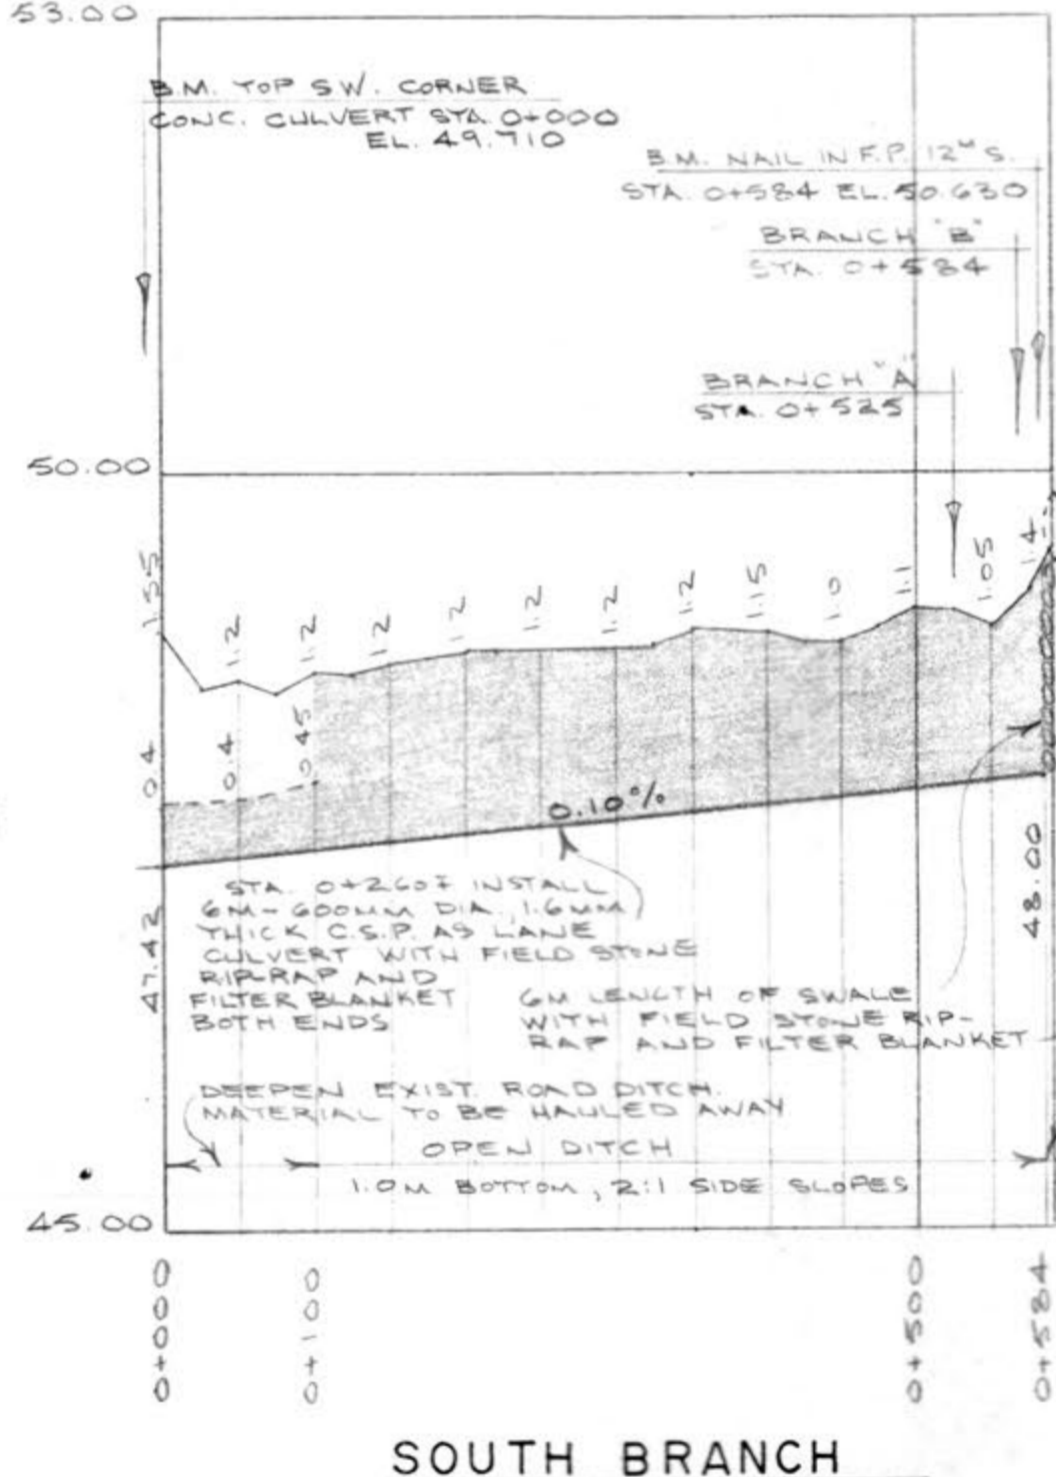 53.00
B.M. TOP S.W. CORNER
CONC. CULVERT STA. 0+000
EL. 49.710
B.M. NAIL IN F.P. 12" S.
STA. 0+584 EL. 50.630
BRANCH "B"
STA. 0+584
BRANCH "A"
STA. 0+525
50.00
1.55
1.2
1.2
1.2
1.2
1.2
1.2
1.2
1.15
1.0
1.1
1.05
1.4
0.4
0.4
0.45
0.10%
47.42
48.00
STA. 0+260± INSTALL
6M-600MM DIA., 1.6MM
THICK C.S.P. AS LANE
CULVERT WITH FIELD STONE
RIP-RAP AND
FILTER BLANKET
BOTH ENDS
6M LENGTH OF SWALE
WITH FIELD STONE RIP-
RAP AND FILTER BLANKET
DEEPEN EXIST. ROAD DITCH.
MATERIAL TO BE HAULED AWAY
OPEN DITCH
1.0M BOTTOM, 2:1 SIDE SLOPES
45.00
0+000
0+100
0+500
0+584
SOUTH BRANCH